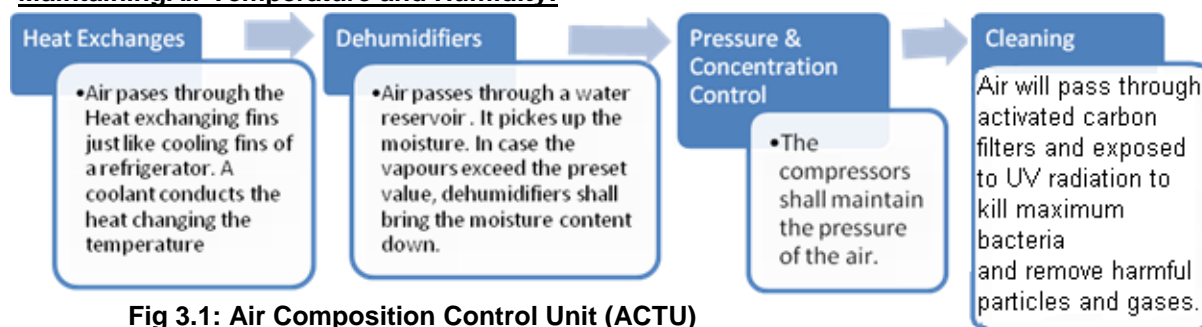 Maintaining Air Temperature and Humidity:
Heat Exchanges
•Air pases through the
Heat exchanging fins
just like cooling fins of
a refrigerator. A
coolant conducts the
heat changing the
temperature
Dehumidifiers
•Air passes through a water
reservoir . It pickes up the
moisture. In case the
vapours exceed the preset
value, dehumidifiers shall
bring the moisture content
down.
Pressure &
Concentration
Control
•The
compressors
shall maintain
the pressure
of the air.
Cleaning
Air will pass through
activated carbon
filters and exposed
to UV radiation to
kill maximum
bacteria
and remove harmful
particles and gases.
Fig 3.1: Air Composition Control Unit (ACTU)